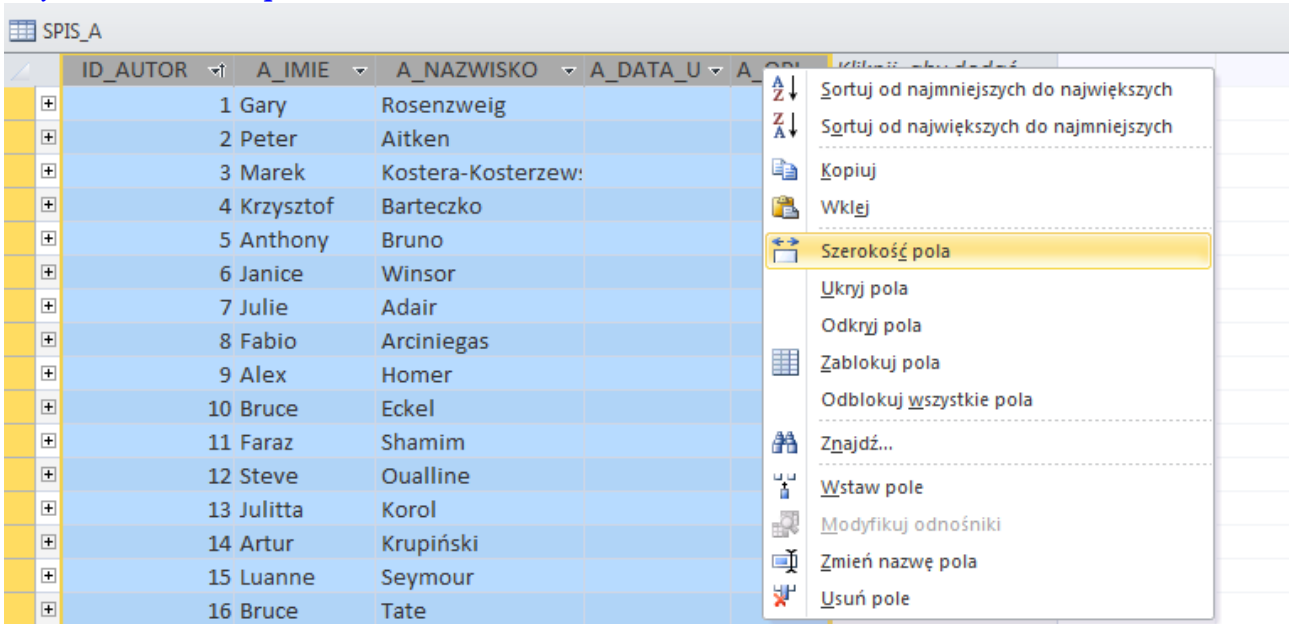 SPIS_A
ID_AUTOR A_IMIE A_NAZWISKO A_DATA_U
1 Gary Rosenzweig
2 Peter Aitken
3 Marek Kostera-Kosterzew
4 Krzysztof Barteczko
5 Anthony Bruno
6 Janice Winsor
7 Julie Adair
8 Fabio Arciniegas
9 Alex Homer
10 Bruce Eckel
11 Faraz Shamim
12 Steve Oualline
13 Julitta Korol
14 Artur Krupiński
15 Luanne Seymour
16 Bruce Tate
Sortuj od najmniejszych do największych
Sortuj od największych do najmniejszych
Kopiuj
Wklej
Szerokość pola
Ukryj pola
Odkryj pola
Zablokuj pola
Odblokuj wszystkie pola
Znajdź...
Wstaw pole
Modyfikuj odnośniki
Zmień nazwę pola
Usuń pole